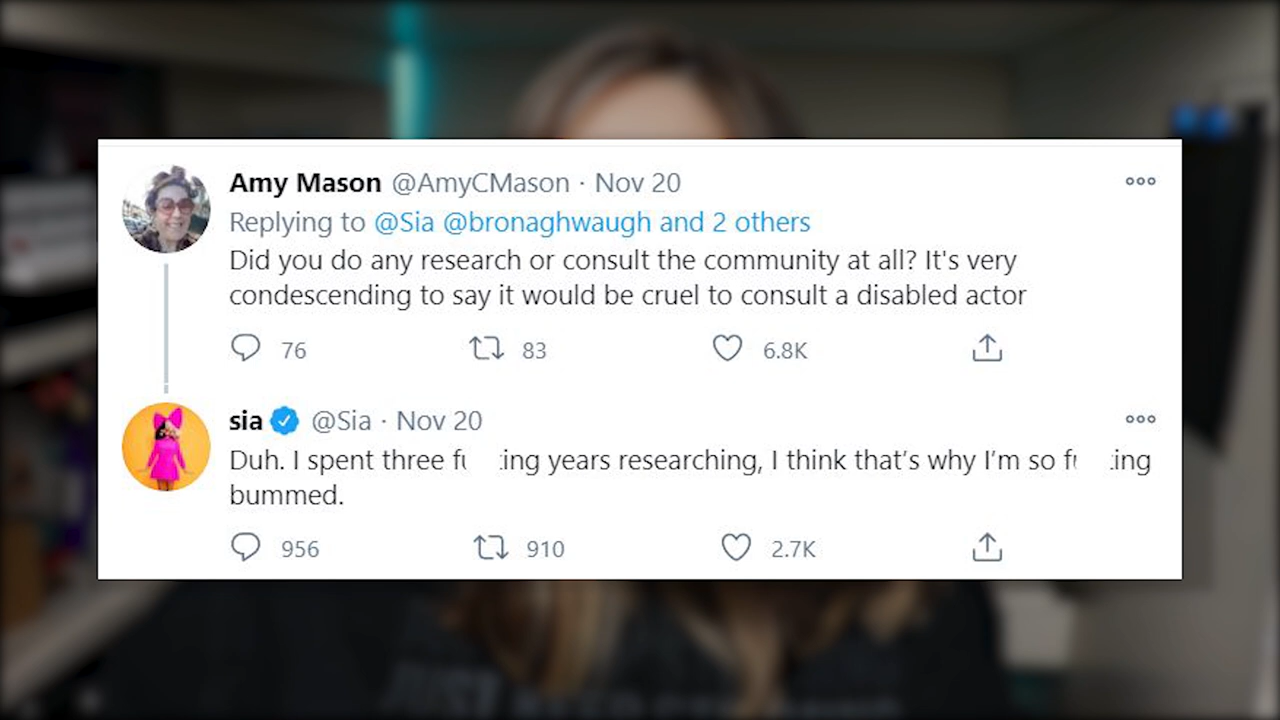 Amy Mason @AmyCMason · Nov 20
Replying to @Sia @bronaghwaugh and 2 others
Did you do any research or consult the community at all? It's very
condescending to say it would be cruel to consult a disabled actor
76 83 6.8K
sia @Sia · Nov 20
Duh. I spent three fu ing years researching, I think that's why I'm so fu ing
bummed.
956 910 2.7K